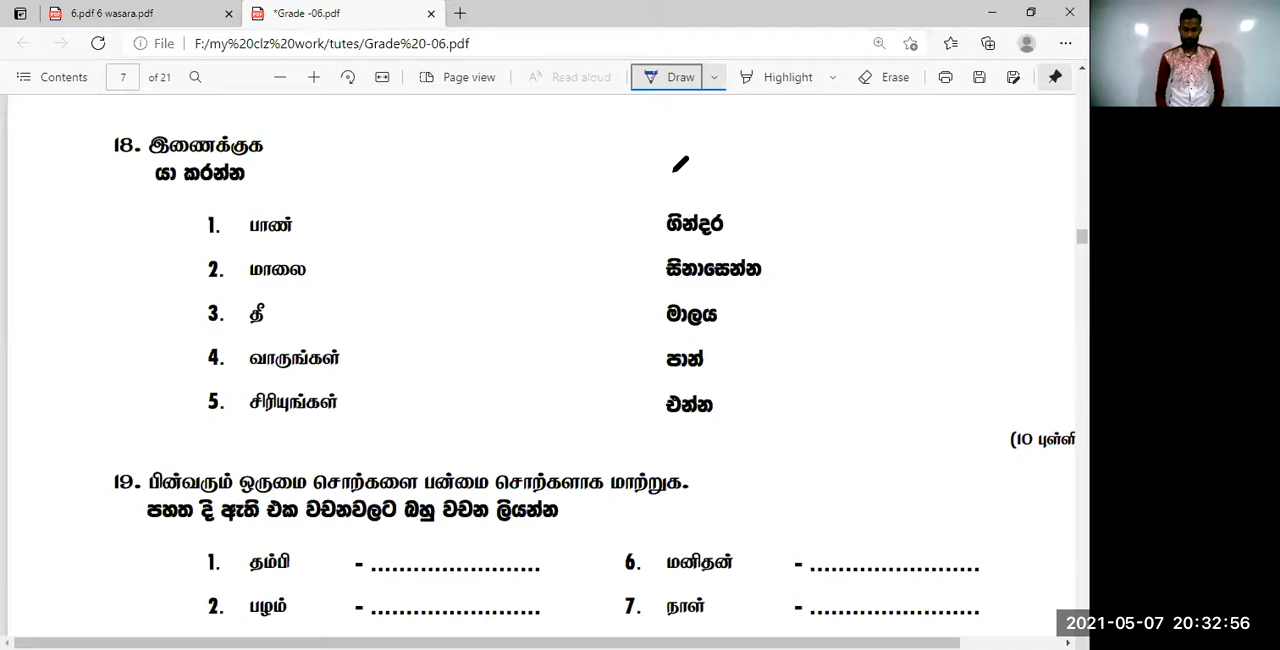 6.pdf 6 wasara.pdf
*Grade -06.pdf
File F:/my%20clz%20work/tutes/Grade%20-06.pdf
Contents 7 of 21 Page view Read aloud Draw Highlight Erase
18. இணைக்குக
යා කරන්න
1. பாண் ගින්දර
2. மாலை සිනාසෙන්න
3. தீ මාලය
4. வாருங்கள் පාන්
5. சிரியுங்கள் එන්න
(10 புள்ளி
19. பின்வரும் ஒருமை சொற்களை பன்மை சொற்களாக மாற்றுக.
පහත දි ඇති එක වචනවලට බහු වචන ලියන්න
1. தம்பி - ........................ 6. மனிதன் - ........................
2. பழம் - ........................ 7. நாள் - ........................
2021-05-07 20:32:56